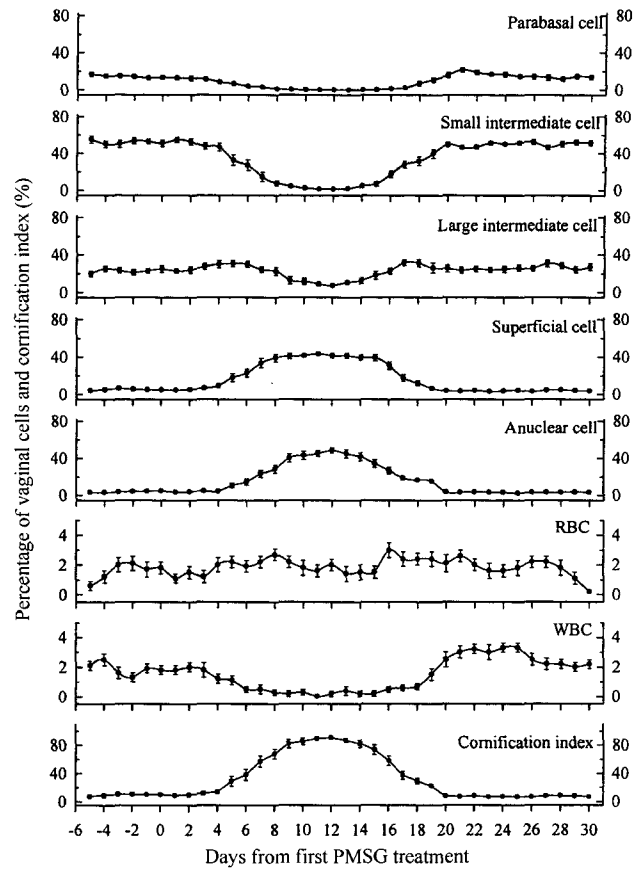 80 Parabasal cell 80
40 40
0 0
80 Small intermediate cell 80
40 40
0 0
80 Large intermediate cell 80
40 40
0 0
80 Superficial cell 80
40 40
0 0
80 Anuclear cell 80
40 40
0 0
RBC
4 4
2 2
0 0
WBC
4 4
2 2
0 0
Cornification index
80 80
40 40
0 0
-6 -4 -2 0 2 4 6 8 10 12 14 16 18 20 22 24 26 28 30
Days from first PMSG treatment
Percentage of vaginal cells and cornification index (%)